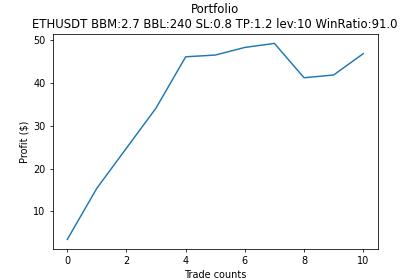 Portfolio
ETHUSDT BBM:2.7 BBL:240 SL:0.8 TP:1.2 lev:10 WinRatio:91.0
50
40
30
20
10
Profit ($)
0 2 4 6 8 10
Trade counts